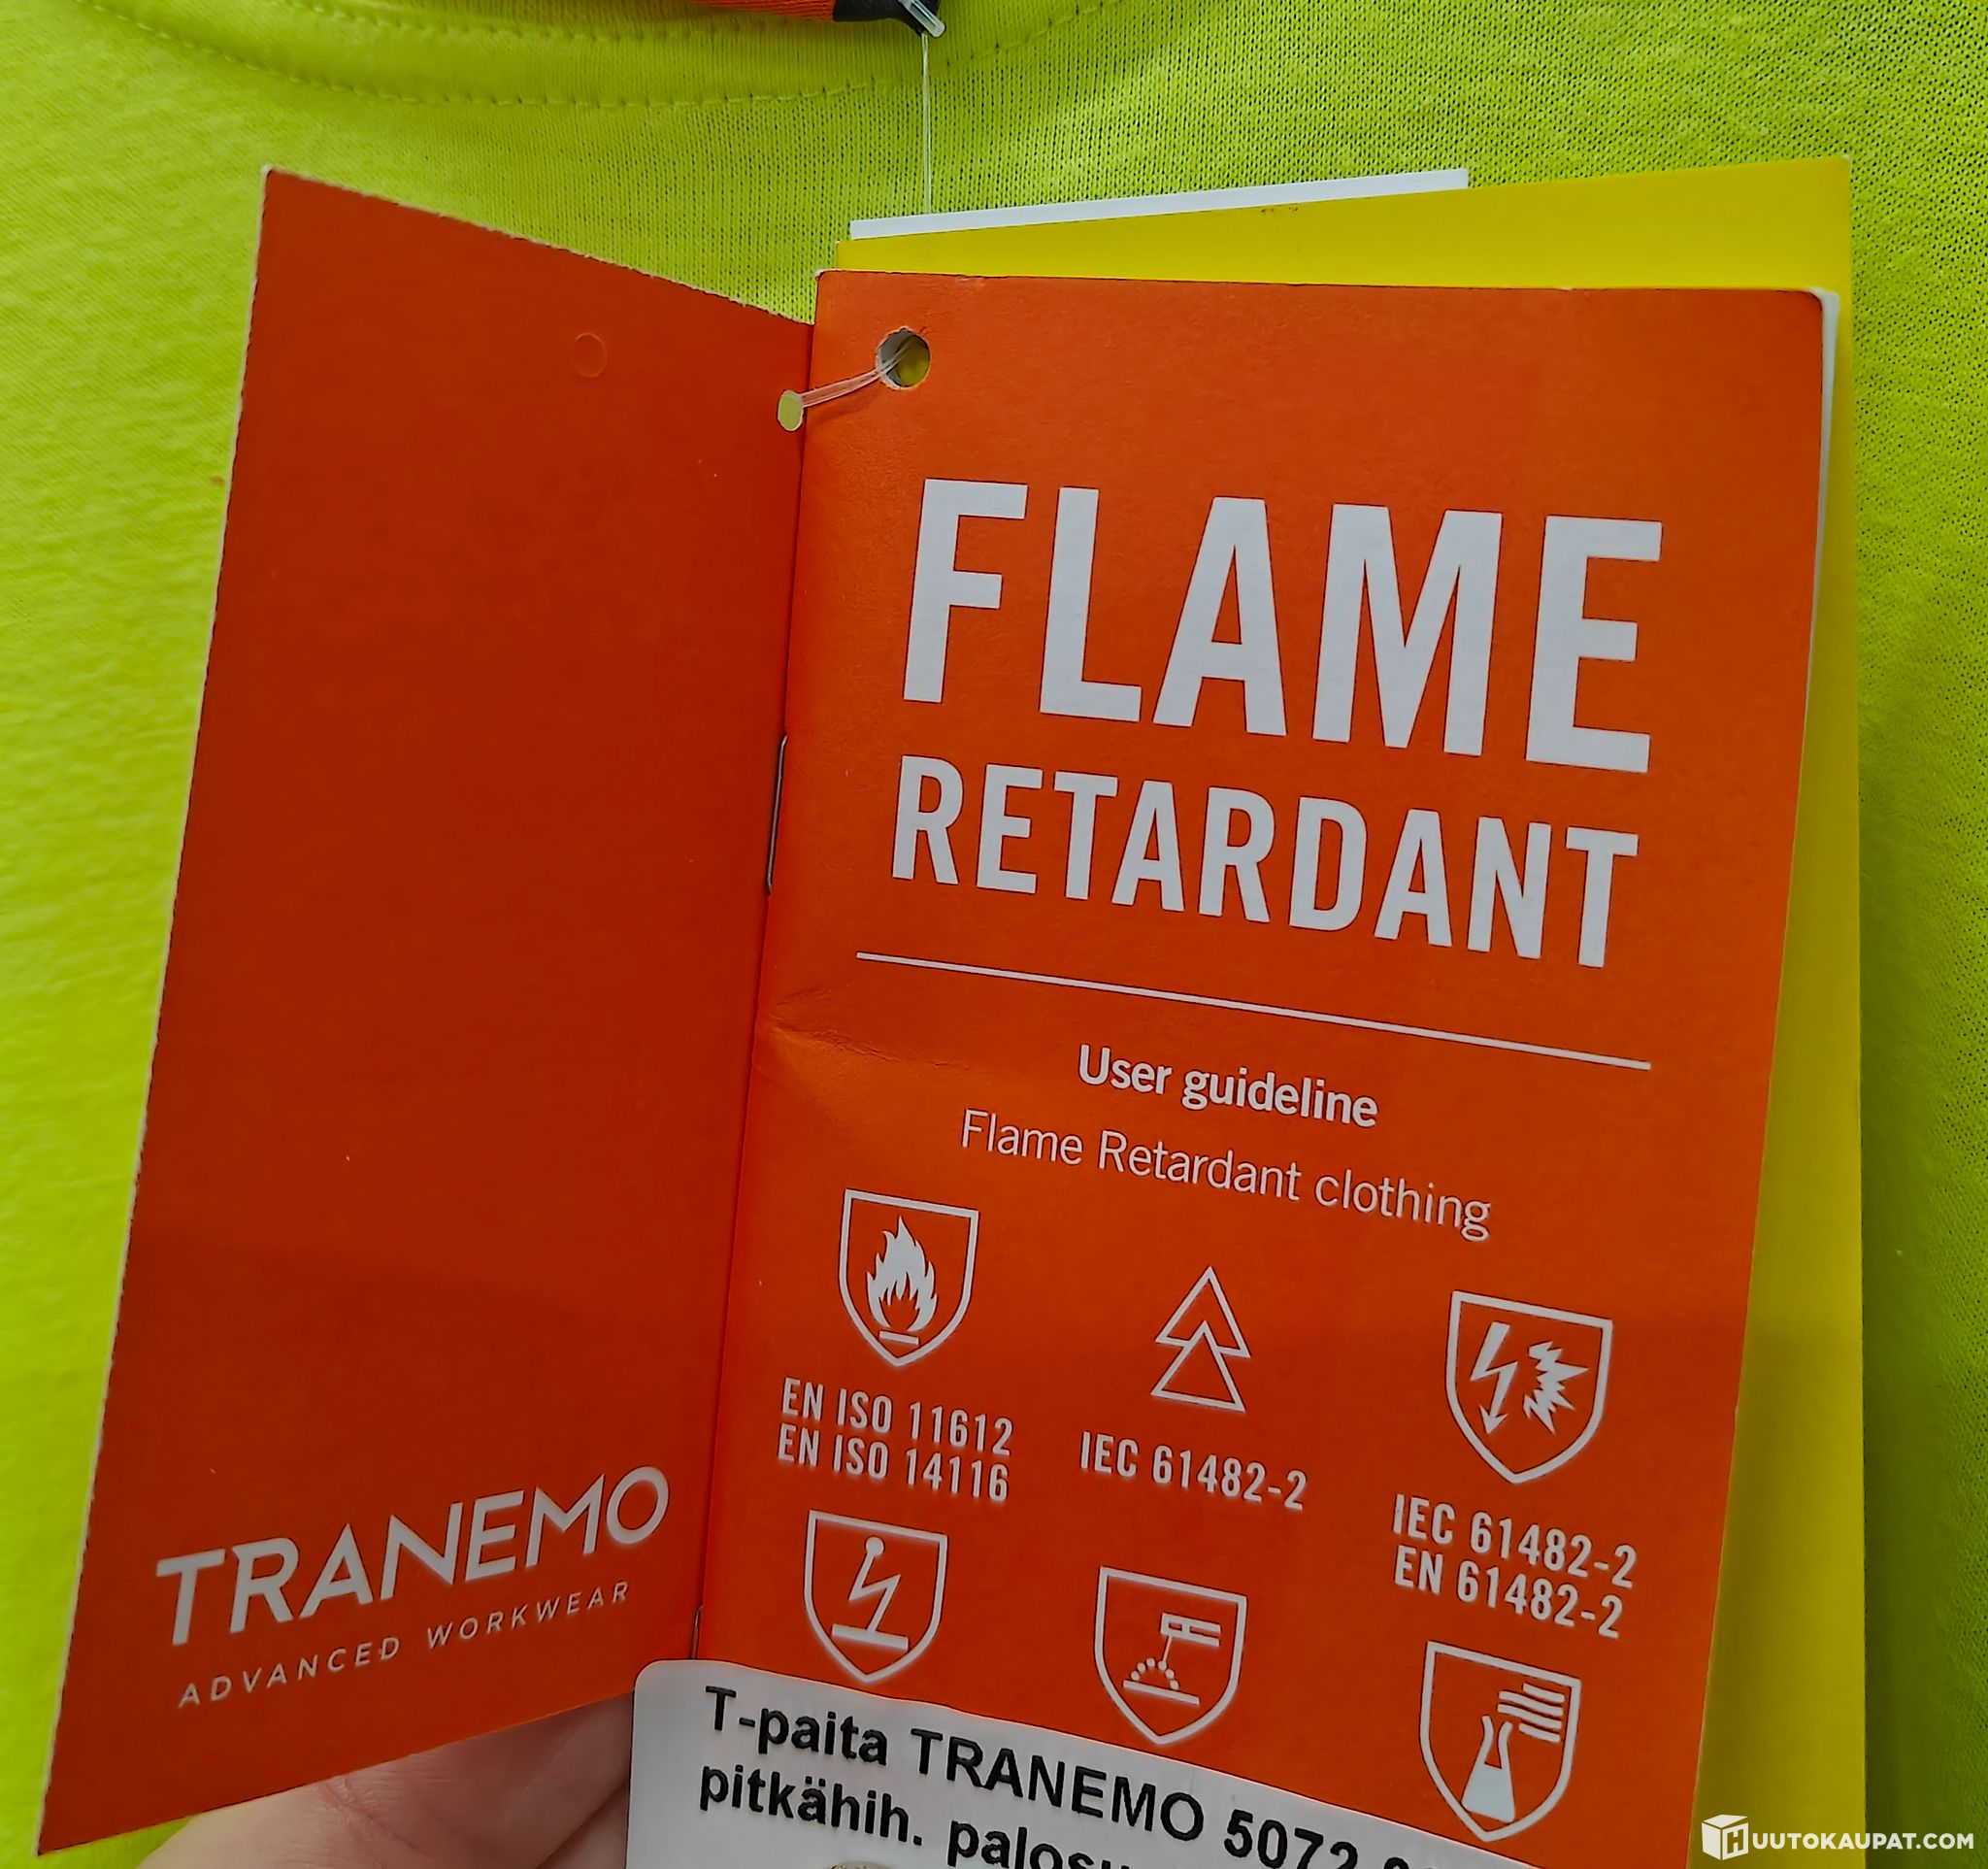 FLAME
RETARDANT
User guideline
Flame Retardant clothing
EN ISO 11612
EN ISO 14116
IEC 61482-2
IEC 61482-2
EN 61482-2
TRANEMO
ADVANCED WORKWEAR
T-paita TRANEMO 5072
pitkähih.
HUUTOKAUPAT.COM